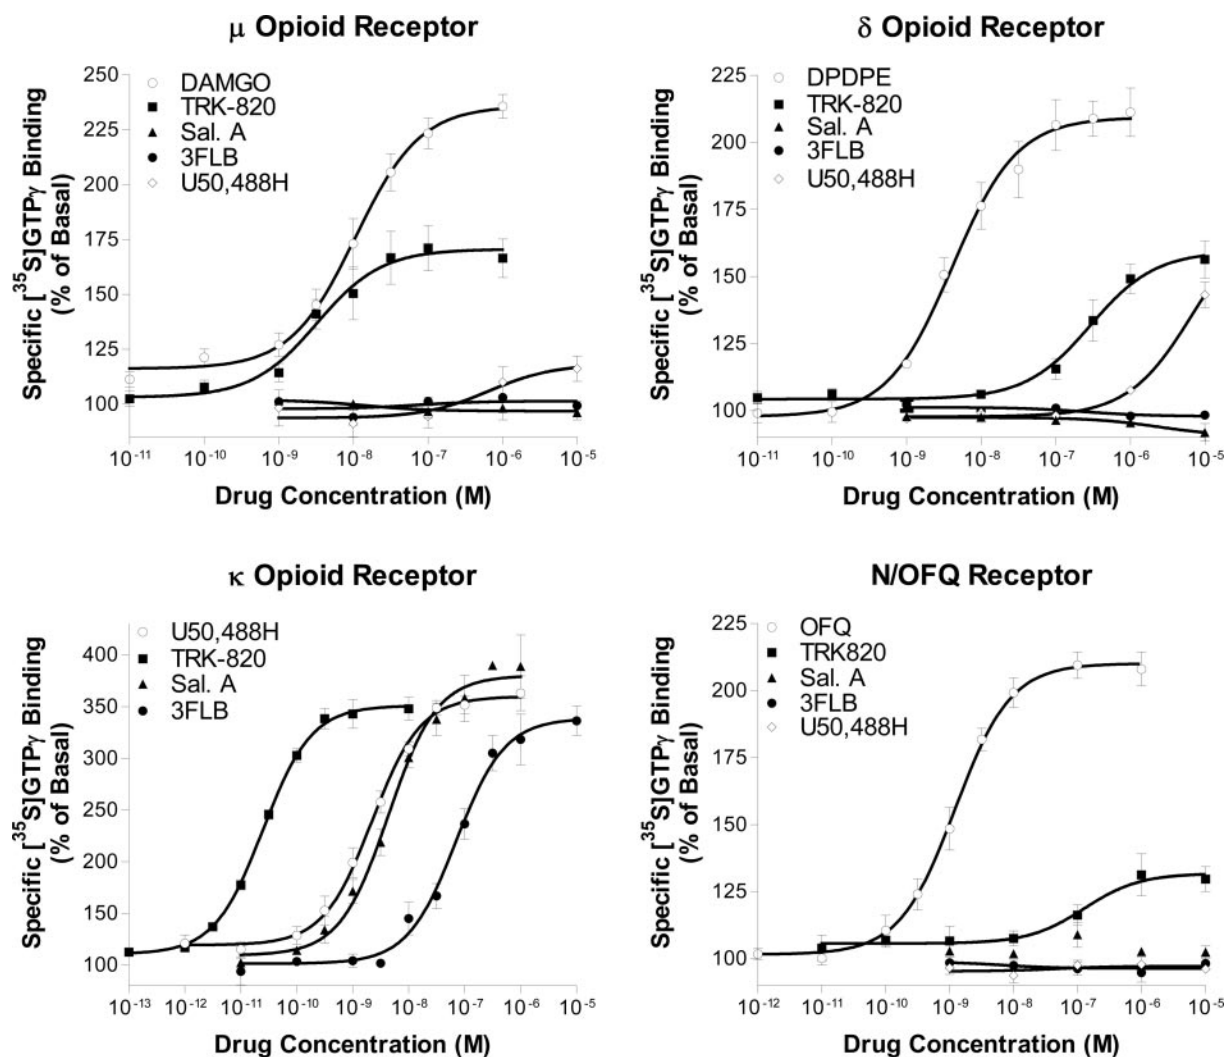 μ Opioid Receptor
Specific [³⁵S]GTPγ Binding
(% of Basal)
250
225
200
175
150
125
100
DAMGO
TRK-820
Sal. A
3FLB
U50,488H
10⁻¹¹ 10⁻¹⁰ 10⁻⁹ 10⁻⁸ 10⁻⁷ 10⁻⁶ 10⁻⁵
Drug Concentration (M)
δ Opioid Receptor
Specific [³⁵S]GTPγ Binding
(% of Basal)
225
200
175
150
125
100
DPDPE
TRK-820
Sal. A
3FLB
U50,488H
10⁻¹¹ 10⁻¹⁰ 10⁻⁹ 10⁻⁸ 10⁻⁷ 10⁻⁶ 10⁻⁵
Drug Concentration (M)
κ Opioid Receptor
Specific [³⁵S]GTPγ Binding
(% of Basal)
400
350
300
250
200
150
100
U50,488H
TRK-820
Sal. A
3FLB
10⁻¹³ 10⁻¹² 10⁻¹¹ 10⁻¹⁰ 10⁻⁹ 10⁻⁸ 10⁻⁷ 10⁻⁶ 10⁻⁵
Drug Concentration (M)
N/OFQ Receptor
Specific [³⁵S]GTPγ Binding
(% of Basal)
225
200
175
150
125
100
OFQ
TRK820
Sal. A
3FLB
U50,488H
10⁻¹² 10⁻¹¹ 10⁻¹⁰ 10⁻⁹ 10⁻⁸ 10⁻⁷ 10⁻⁶ 10⁻⁵
Drug Concentration (M)